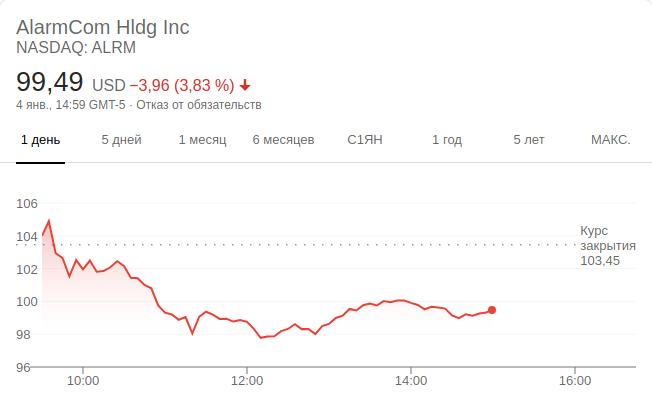 AlarmCom Hldg Inc
NASDAQ: ALRM
99,49 USD −3,96 (3,83 %)
4 янв., 14:59 GMT-5 · Отказ от обязательств
1 день 5 дней 1 месяц 6 месяцев С1ЯН 1 год 5 лет МАКС.
106
104
102
100
98
96
Курс
закрытия
103,45
10:00 12:00 14:00 16:00